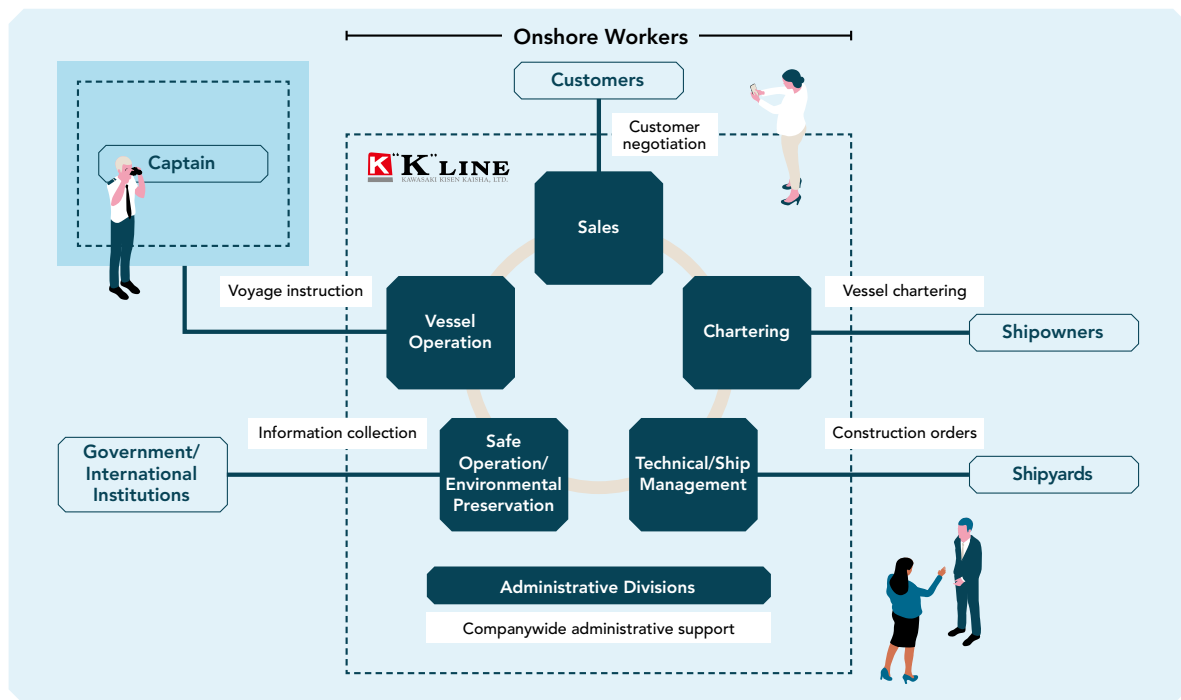 Onshore Workers
Customers
Customer
negotiation
Captain
K "K" LINE
KAWASAKI KISEN KAISHA, LTD.
Sales
Voyage instruction
Vessel
Operation
Chartering
Vessel chartering
Shipowners
Government/
International
Institutions
Information collection
Safe
Operation/
Environmental
Preservation
Technical/Ship
Management
Construction orders
Shipyards
Administrative Divisions
Companywide administrative support